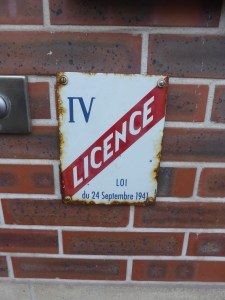 IV
LICENCE
LOI
du 24 Septembre 1941